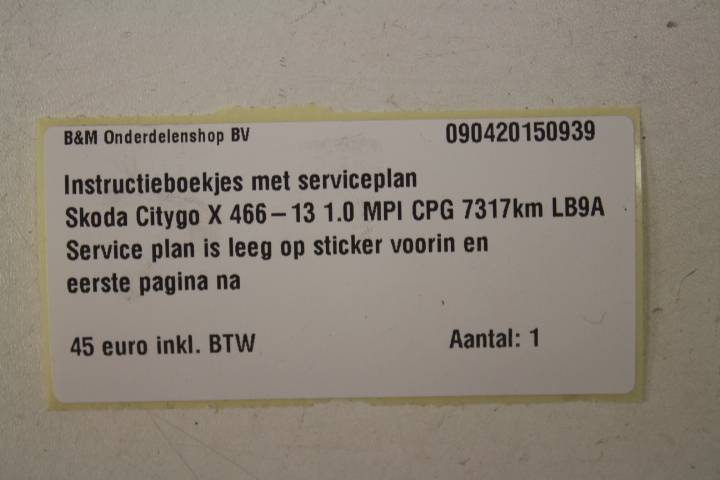 B&M Onderdelenshop BV 090420150939
Instructieboekjes met serviceplan
Skoda Citygo X 466-13 1.0 MPI CPG 7317km LB9A
Service plan is leeg op sticker voorin en
eerste pagina na
45 euro inkl. BTW Aantal: 1